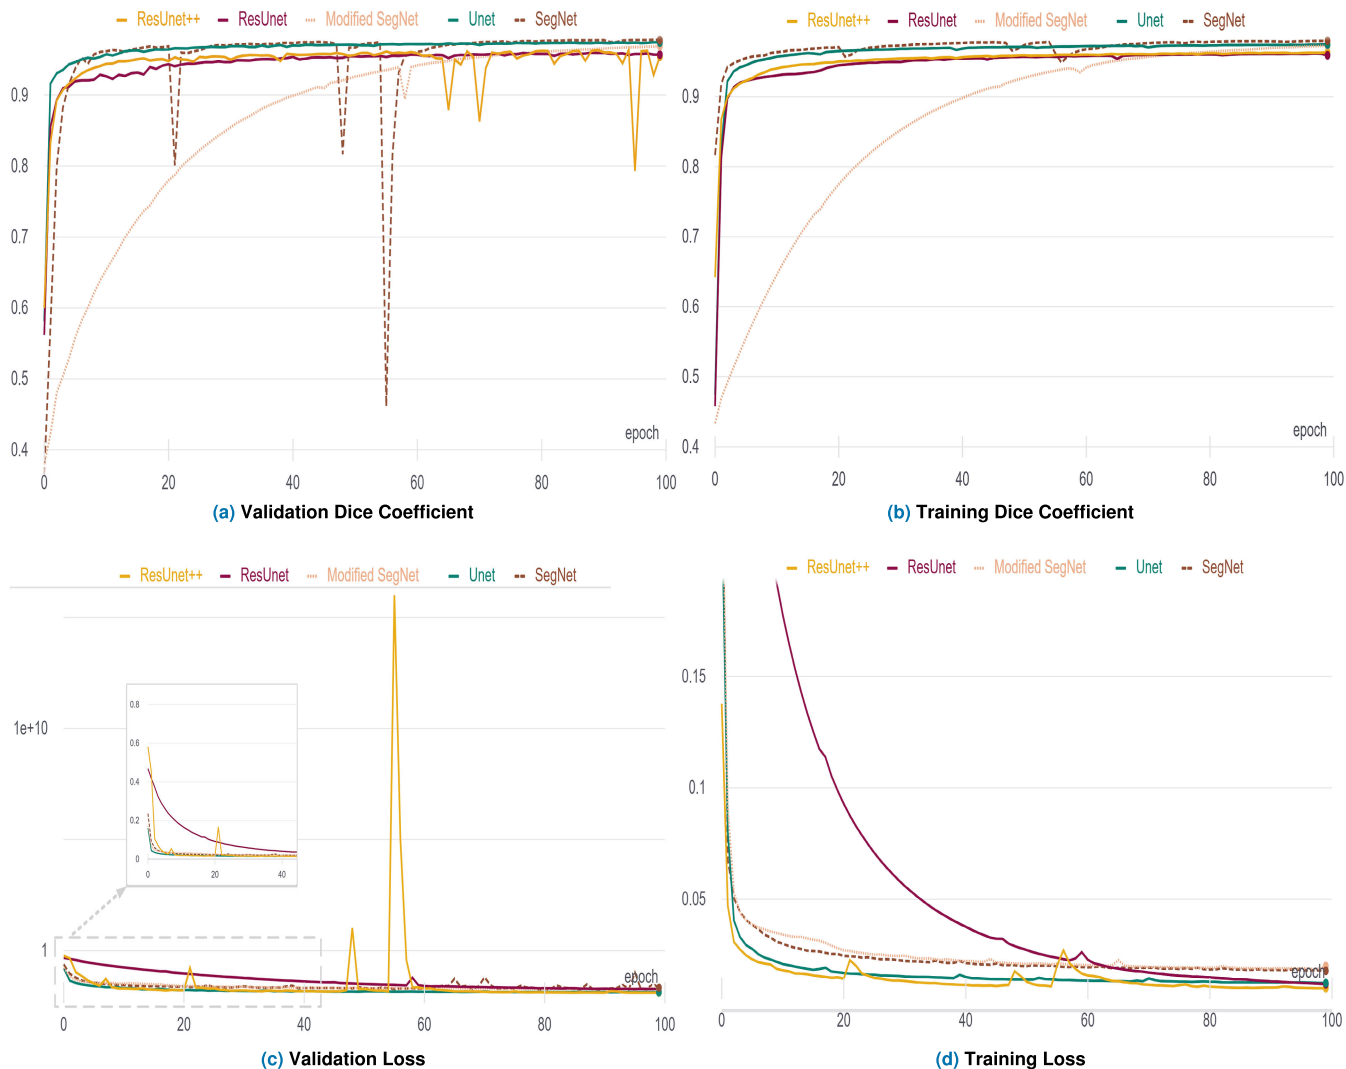 ResUnet++ ResUnet Modified SegNet Unet SegNet
0.9
0.8
0.7
0.6
0.5
0.4
epoch
0 20 40 60 80 100
(a) Validation Dice Coefficient
ResUnet++ ResUnet Modified SegNet Unet SegNet
0.9
0.8
0.7
0.6
0.5
0.4
epoch
0 20 40 60 80 100
(b) Training Dice Coefficient
ResUnet++ ResUnet Modified SegNet Unet SegNet
1e+10
1
0.8
0.6
0.4
0.2
0
0 20 40
epoch
0 20 40 60 80 100
(c) Validation Loss
ResUnet++ ResUnet Modified SegNet Unet SegNet
0.15
0.1
0.05
epoch
0 20 40 60 80 100
(d) Training Loss